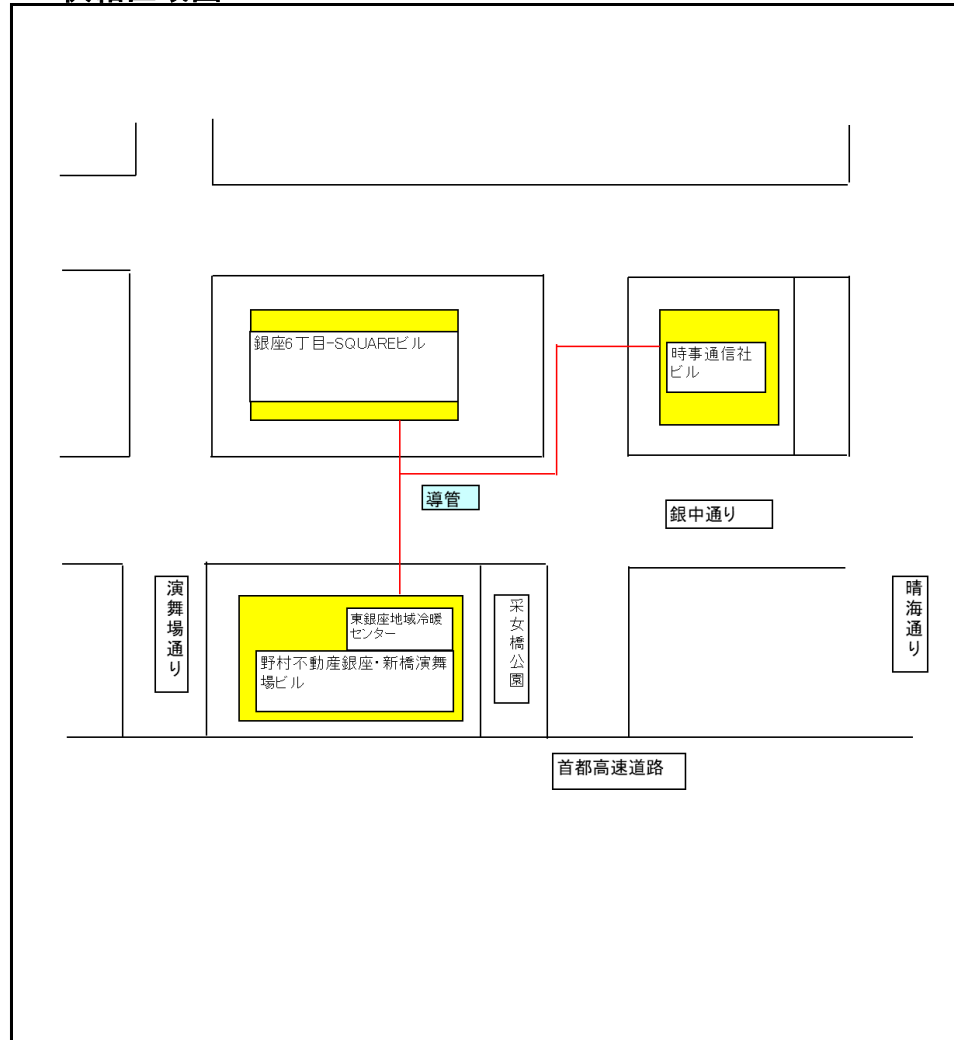 銀座6丁目-SQUAREビル
時事通信社
ビル
導管
銀中通り
演舞場通り
東銀座地域冷暖
センター
野村不動産銀座・新橋演舞
場ビル
采女橋公園
晴海通り
首都高速道路